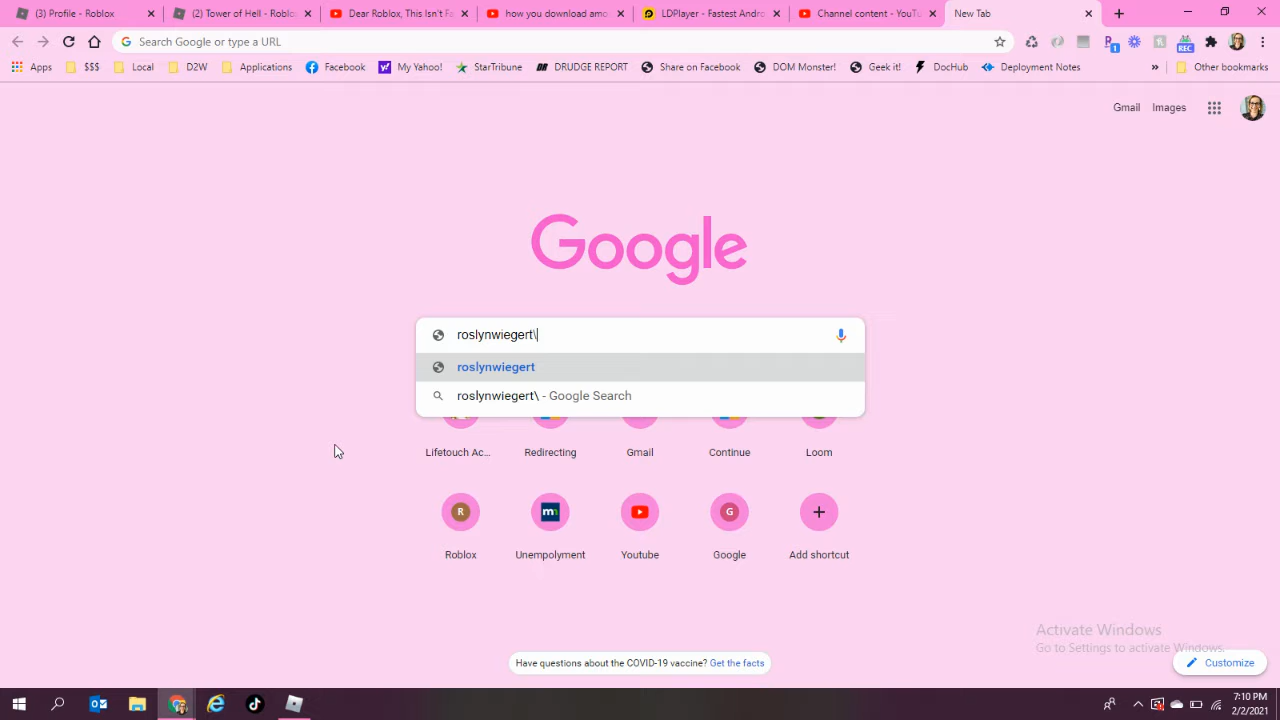 (3) Profile - Roblox
(2) Tower of Hell - Roblox
Dear Roblox, This Isn't Fo
how you download amo
LDPlayer - Fastest Andro
Channel content - YouTu
New Tab
Search Google or type a URL
1
REC
Apps
$$$
Local
D2W
Applications
Facebook
My Yahoo!
StarTribune
DRUDGE REPORT
Share on Facebook
DOM Monster!
Geek it!
DocHub
Deployment Notes
»
Other bookmarks
Gmail
Images
Google
roslynwiegert\
roslynwiegert
roslynwiegert\ - Google Search
Lifetouch Ac...
Redirecting
Gmail
Continue
Loom
R
mn
G
Roblox
Unempolyment
Youtube
Google
Add shortcut
Activate Windows
Go to Settings to activate Windows.
Have questions about the COVID-19 vaccine? Get the facts
Customize
7:10 PM
2/2/2021